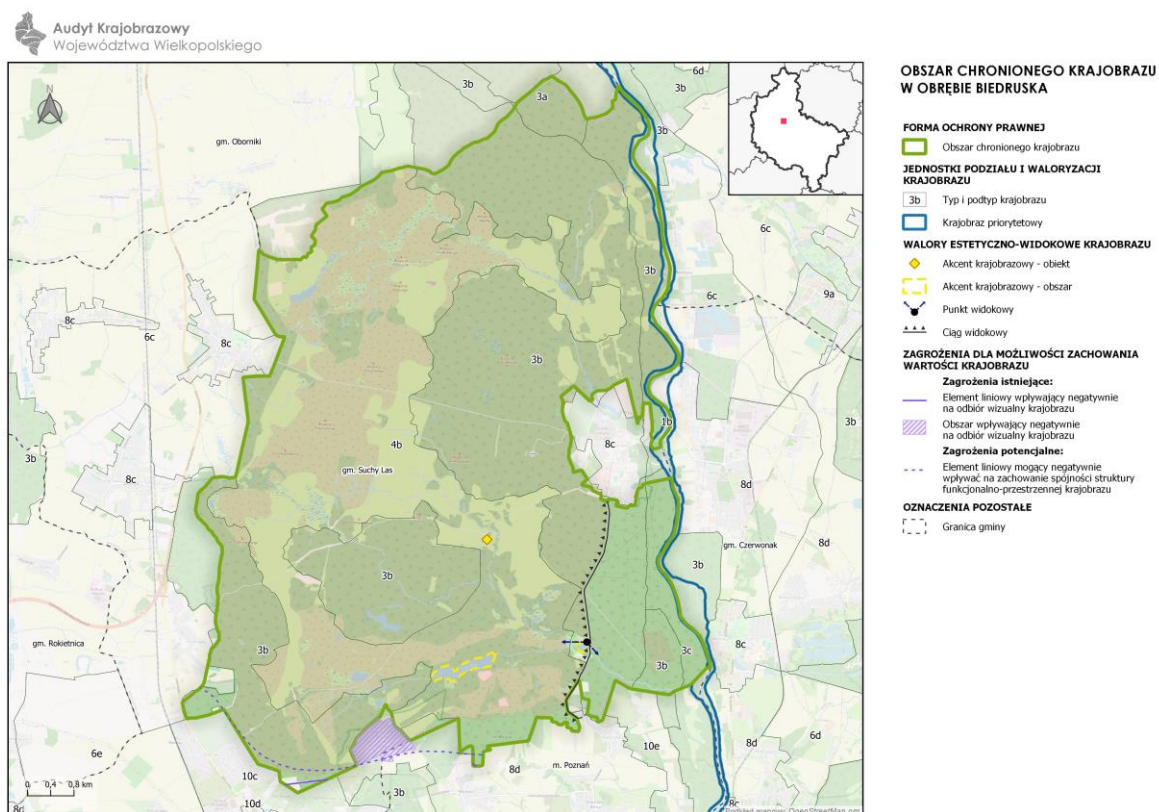 Audyt Krajobrazowy
Województwa Wielkopolskiego
OBSZAR CHRONIONEGO KRAJOBRAZU
W OBRĘBIE BIEDRUSKA
FORMA OCHRONY PRAWNEJ
Obszar chronionego krajobrazu
JEDNOSTKI PODZIAŁU I WALORYZACJI
KRAJOBRAZU
3b
Typ i podtyp krajobrazu
Krajobraz priorytetowy
WALORY ESTETYCZNO-WIDOKOWE KRAJOBRAZU
Akcent krajobrazowy - obiekt
Akcent krajobrazowy - obszar
Punkt widokowy
Ciąg widokowy
ZAGROŻENIA DLA MOŻLIWOŚCI ZACHOWANIA
WARTOŚCI KRAJOBRAZU
Zagrożenia istniejące:
Element liniowy wpływający negatywnie
na odbiór wizualny krajobrazu
Obszar wpływający negatywnie
na odbiór wizualny krajobrazu
Zagrożenia potencjalne:
Element liniowy mogący negatywnie
wpływać na zachowanie spójności struktury
funkcjonalno-przestrzennej krajobrazu
OZNACZENIA POZOSTAŁE
Granica gminy
N
3b
6d
3b
3a
3b
gm. Oborniki
6c
3b
6c
9a
8c
6c
8c
3b
3b
1b
8c
4b
gm. Suchy Las
3b
8c
8d
gm. Czerwonak
8d
3b
3b
gm. Rokietnica
3b
3b
3c
8c
8d
6e
10c
10e
8d
6d
8d
m. Poznań
3b
10d
8c
8d
0 0,4 0,8 km
Podkład mapowy: OpenStreetMap.org